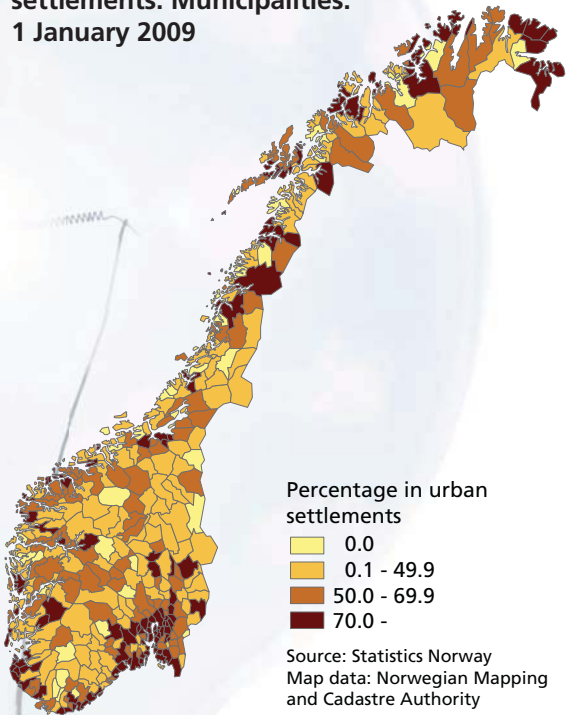 settlements. Municipalities.
1 January 2009
Percentage in urban
settlements
0.0
0.1 - 49.9
50.0 - 69.9
70.0 -
Source: Statistics Norway
Map data: Norwegian Mapping
and Cadastre Authority